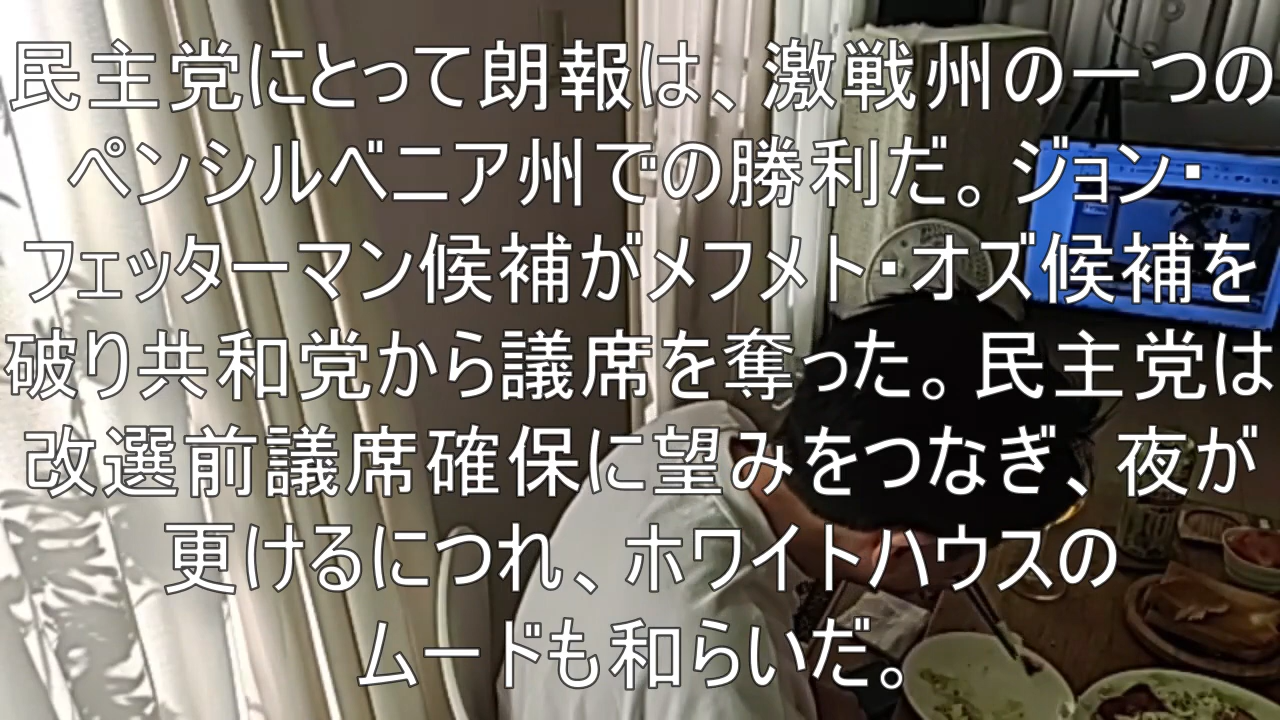 民主党にとって朗報は、激戦州の一つの
ペンシルベニア州での勝利だ。ジョン・
フェッターマン候補がメフメト・オズ候補を
破り共和党から議席を奪った。民主党は
改選前議席確保に望みをつなぎ、夜が
更けるにつれ、ホワイトハウスの
ムードも和らいだ。